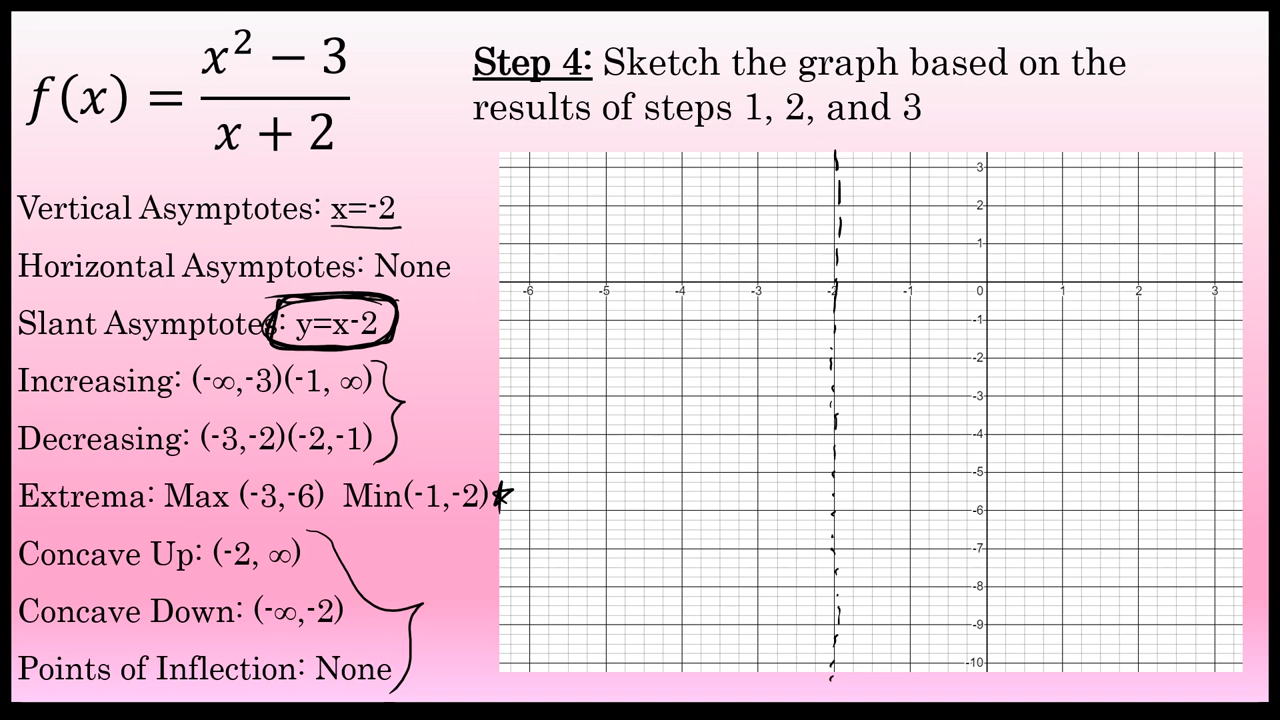 f(x) = (x² − 3)/(x + 2)
Step 4: Sketch the graph based on the
results of steps 1, 2, and 3
Vertical Asymptotes: x=-2
Horizontal Asymptotes: None
Slant Asymptotes: y=x-2
Increasing: (-∞,-3)(-1, ∞)
Decreasing: (-3,-2)(-2,-1)
Extrema: Max (-3,-6) Min(-1,-2)
Concave Up: (-2, ∞)
Concave Down: (-∞,-2)
Points of Inflection: None
3
2
1
-6 -5 -4 -3 -2 -1 0 1 2 3
-1
-2
-3
-4
-5
-6
-7
-8
-9
-10